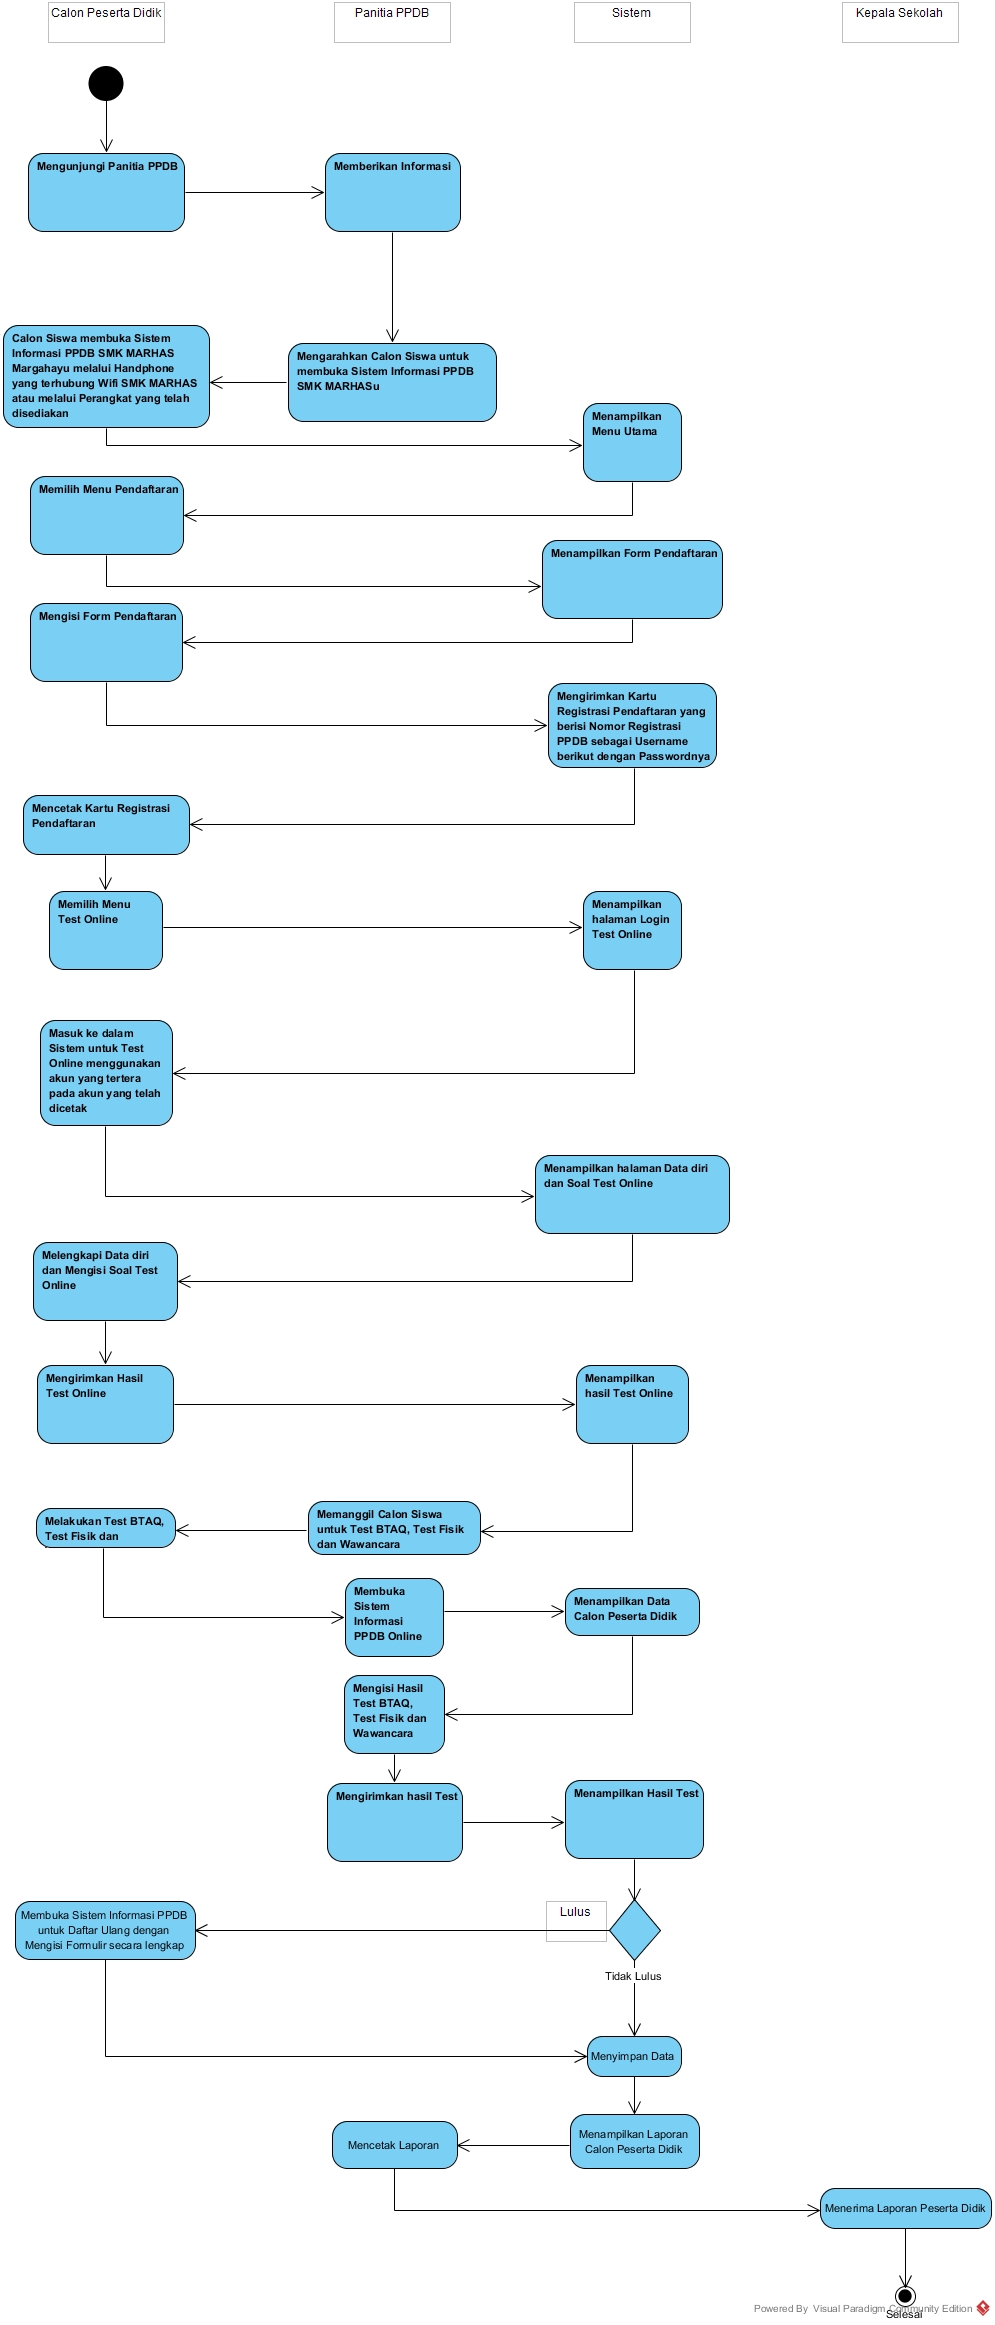 Calon Peserta Didik
Panitia PPDB
Sistem
Kepala Sekolah
Mengunjungi Panitia PPDB
Memberikan Informasi
Calon Siswa membuka Sistem
Informasi PPDB SMK MARHAS
Margahayu melalui Handphone
yang terhubung Wifi SMK MARHAS
atau melalui Perangkat yang telah
disediakan
Mengarahkan Calon Siswa untuk
membuka Sistem Informasi PPDB
SMK MARHASu
Menampilkan
Menu Utama
Memilih Menu Pendaftaran
Menampilkan Form Pendaftaran
Mengisi Form Pendaftaran
Mengirimkan Kartu
Registrasi Pendaftaran yang
berisi Nomor Registrasi
PPDB sebagai Username
berikut dengan Passwordnya
Mencetak Kartu Registrasi
Pendaftaran
Memilih Menu
Test Online
Menampilkan
halaman Login
Test Online
Masuk ke dalam
Sistem untuk Test
Online menggunakan
akun yang tertera
pada akun yang telah
dicetak
Menampilkan halaman Data diri
dan Soal Test Online
Melengkapi Data diri
dan Mengisi Soal Test
Online
Mengirimkan Hasil
Test Online
Menampilkan
hasil Test Online
Melakukan Test BTAQ,
Test Fisik dan
Memanggil Calon Siswa
untuk Test BTAQ, Test Fisik
dan Wawancara
Membuka
Sistem
Informasi
PPDB Online
Menampilkan Data
Calon Peserta Didik
Mengisi Hasil
Test BTAQ,
Test Fisik dan
Wawancara
Mengirimkan hasil Test
Menampilkan Hasil Test
Membuka Sistem Informasi PPDB
untuk Daftar Ulang dengan
Mengisi Formulir secara lengkap
Lulus
Tidak Lulus
Menyimpan Data
Menampilkan Laporan
Calon Peserta Didik
Mencetak Laporan
Menerima Laporan Peserta Didik
Powered By Visual Paradigm Community Edition
Selesai